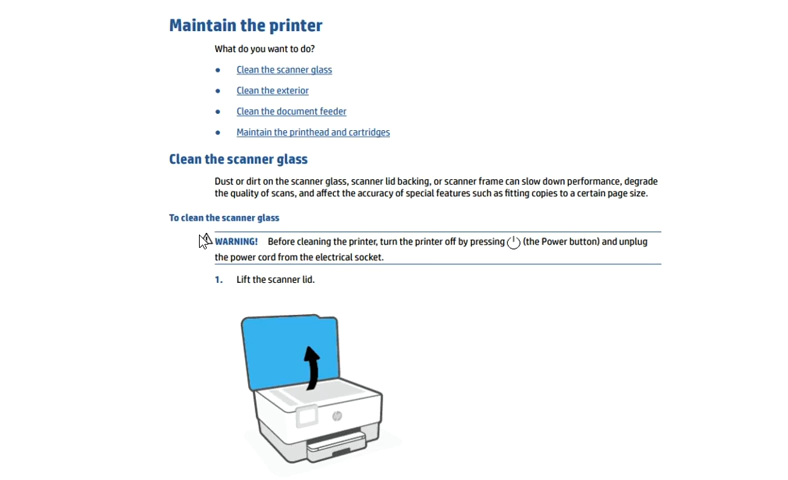 Maintain the printer
What do you want to do?
● Clean the scanner glass
● Clean the exterior
● Clean the document feeder
● Maintain the printhead and cartridges
Clean the scanner glass
Dust or dirt on the scanner glass, scanner lid backing, or scanner frame can slow down performance, degrade
the quality of scans, and affect the accuracy of special features such as fitting copies to a certain page size.
To clean the scanner glass
WARNING! Before cleaning the printer, turn the printer off by pressing (the Power button) and unplug
the power cord from the electrical socket.
1. Lift the scanner lid.
hp